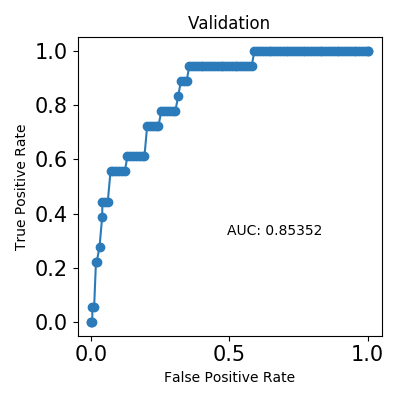 Validation
True Positive Rate
1.0
0.8
0.6
0.4
0.2
0.0
AUC: 0.85352
0.0 0.5 1.0
False Positive Rate